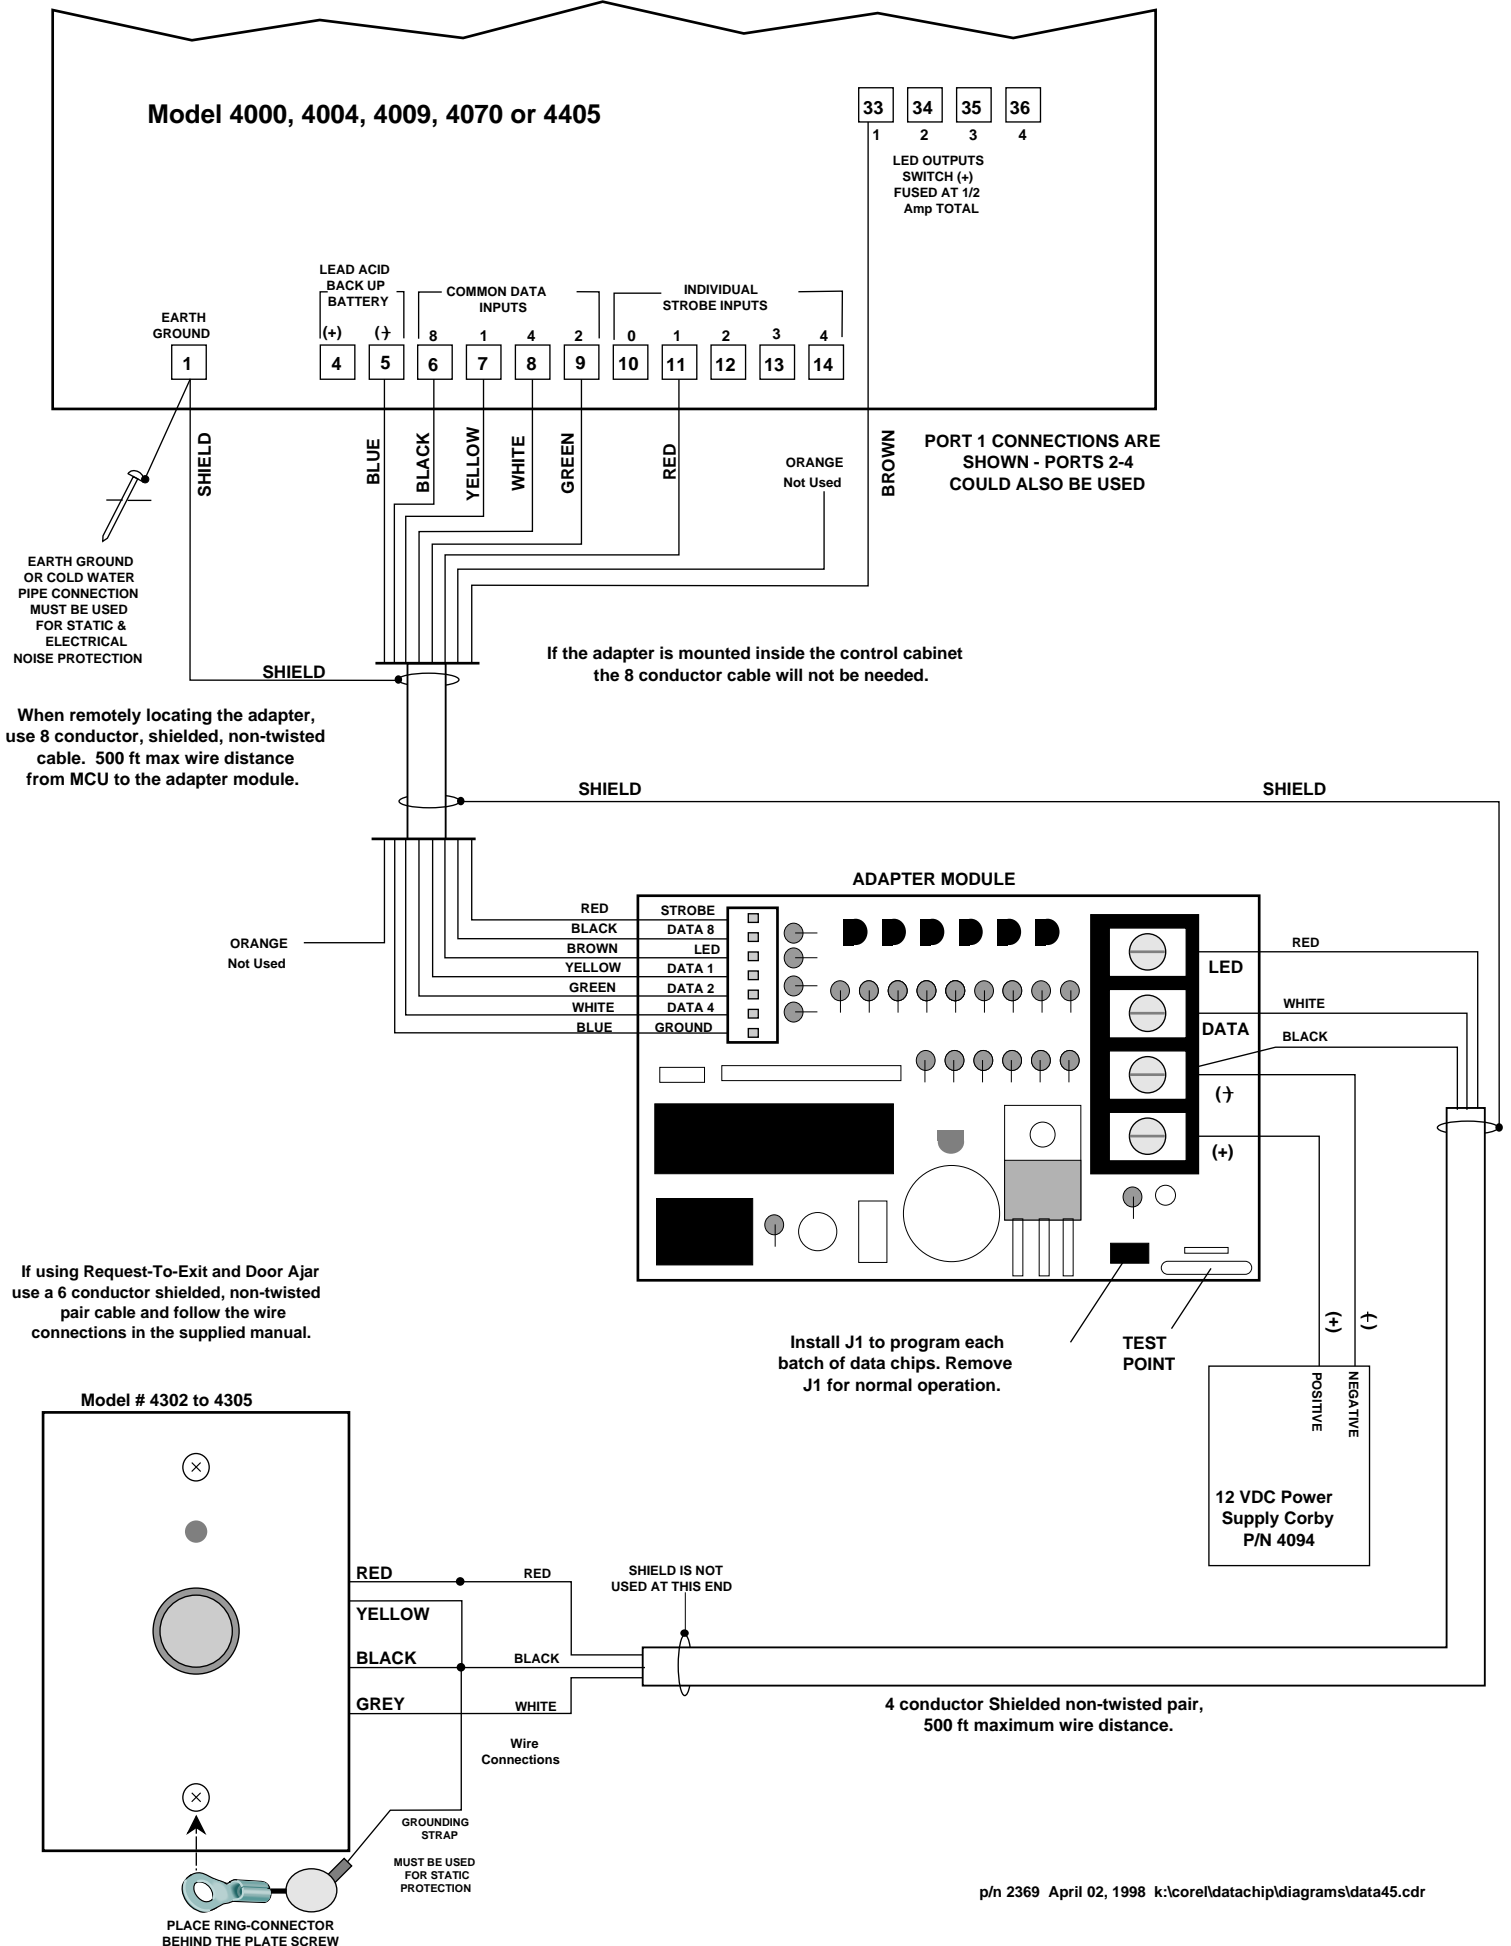 Model 4000, 4004, 4009, 4070 or 4405
33 34 35 36
1 2 3 4
LED OUTPUTS
SWITCH (+)
FUSED AT 1/2
Amp TOTAL
LEAD ACID
BACK UP
BATTERY
COMMON DATA
INPUTS
INDIVIDUAL
STROBE INPUTS
EARTH
GROUND
(+) (-) 8 1 4 2 0 1 2 3 4
1 4 5 6 7 8 9 10 11 12 13 14
SHIELD
BLUE
BLACK
YELLOW
WHITE
GREEN
RED
ORANGE
Not Used
BROWN
PORT 1 CONNECTIONS ARE
SHOWN - PORTS 2-4
COULD ALSO BE USED
EARTH GROUND
OR COLD WATER
PIPE CONNECTION
MUST BE USED
FOR STATIC &
ELECTRICAL
NOISE PROTECTION
SHIELD
If the adapter is mounted inside the control cabinet
the 8 conductor cable will not be needed.
When remotely locating the adapter,
use 8 conductor, shielded, non-twisted
cable. 500 ft max wire distance
from MCU to the adapter module.
SHIELD SHIELD
ADAPTER MODULE
RED STROBE
BLACK DATA 8
BROWN LED
YELLOW DATA 1
GREEN DATA 2
WHITE DATA 4
BLUE GROUND
ORANGE
Not Used
RED
LED
WHITE
DATA
BLACK
(-)
(+)
If using Request-To-Exit and Door Ajar
use a 6 conductor shielded, non-twisted
pair cable and follow the wire
connections in the supplied manual.
Install J1 to program each
batch of data chips. Remove
J1 for normal operation.
TEST
POINT
(+) (-)
POSITIVE
NEGATIVE
12 VDC Power
Supply Corby
P/N 4094
Model # 4302 to 4305
RED RED
YELLOW
BLACK BLACK
GREY WHITE
SHIELD IS NOT
USED AT THIS END
Wire
Connections
4 conductor Shielded non-twisted pair,
500 ft maximum wire distance.
GROUNDING
STRAP
MUST BE USED
FOR STATIC
PROTECTION
PLACE RING-CONNECTOR
BEHIND THE PLATE SCREW
p/n 2369 April 02, 1998 k:\corel\datachip\diagrams\data45.cdr